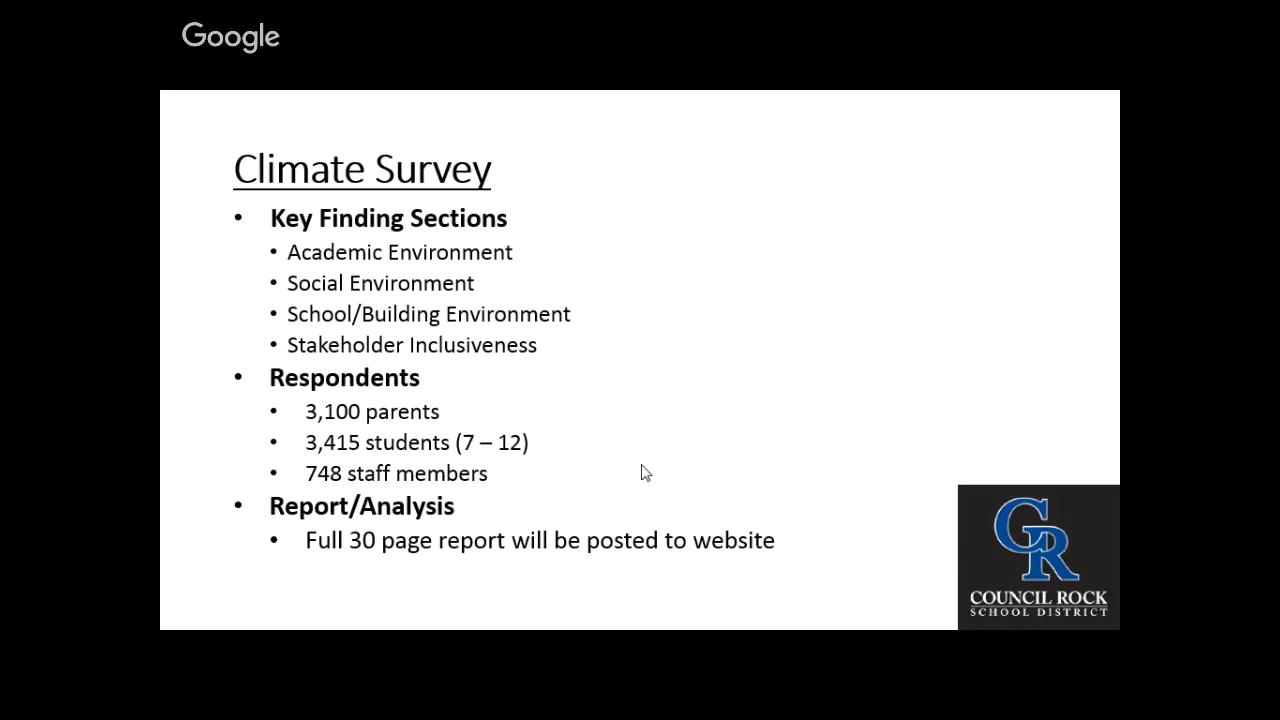 Google
Climate Survey
• Key Finding Sections
• Academic Environment
• Social Environment
• School/Building Environment
• Stakeholder Inclusiveness
• Respondents
• 3,100 parents
• 3,415 students (7 – 12)
• 748 staff members
• Report/Analysis
• Full 30 page report will be posted to website
CR
COUNCIL ROCK
SCHOOL DISTRICT